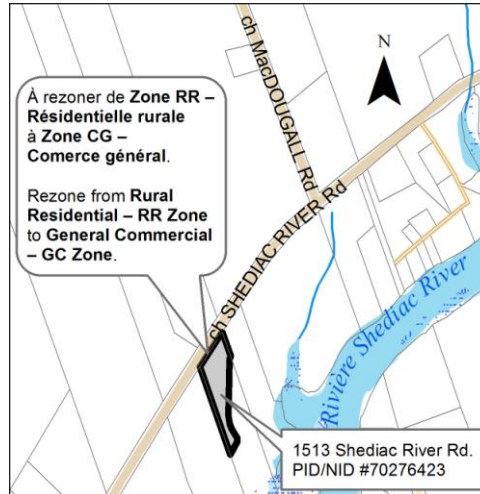 ch MacDOUGALL Rd
N
À rezoner de Zone RR –
Résidentielle rurale
à Zone CG –
Comerce général.
Rezone from Rural
Residential – RR Zone
to General Commercial
– GC Zone.
ch SHEDIAC RIVER Rd
Rivière Shediac River
1513 Shediac River Rd.
PID/NID #70276423